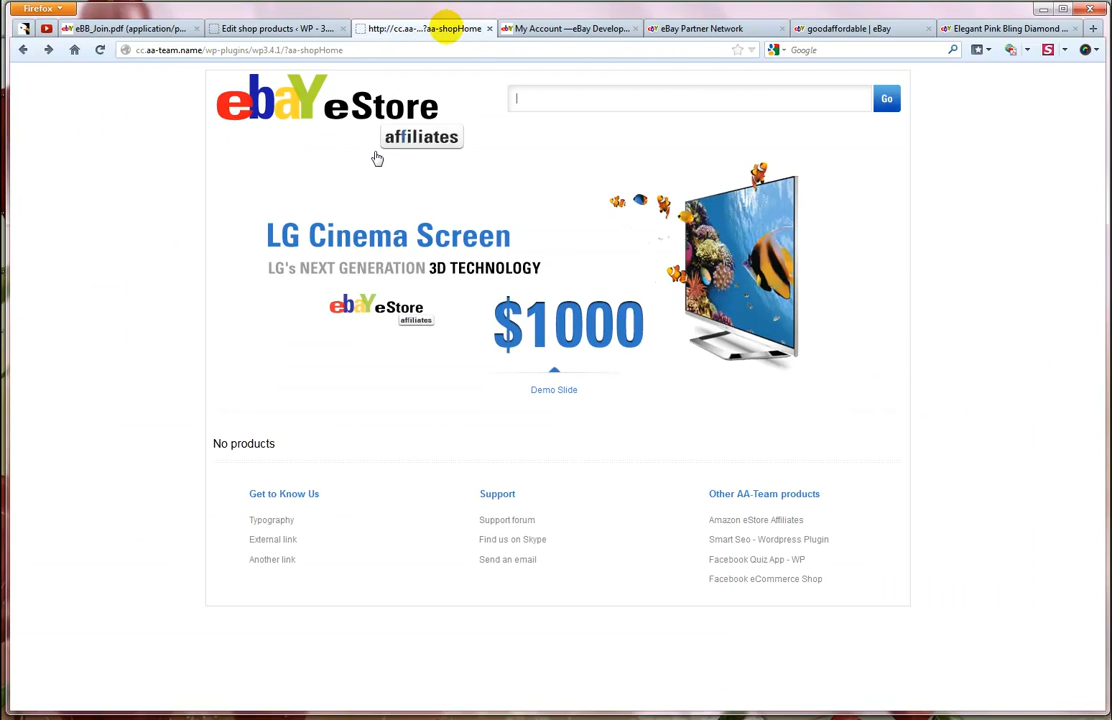 Firefox
eBB_Join.pdf (application/p...
Edit shop products ‹ WP - 3....
http://cc.aa-...?aa-shopHome
My Account —eBay Develop...
eBay Partner Network
goodaffordable | eBay
Elegant Pink Bling Diamond ...
cc.aa-team.name/wp-plugins/wp3.4.1/?aa-shopHome
Google
ebaY eStore
affiliates
Go
LG Cinema Screen
LG's NEXT GENERATION 3D TECHNOLOGY
ebaY eStore
affiliates
$1000
Demo Slide
No products
Get to Know Us
Typography
External link
Another link
Support
Support forum
Find us on Skype
Send an email
Other AA-Team products
Amazon eStore Affiliates
Smart Seo - Wordpress Plugin
Facebook Quiz App - WP
Facebook eCommerce Shop